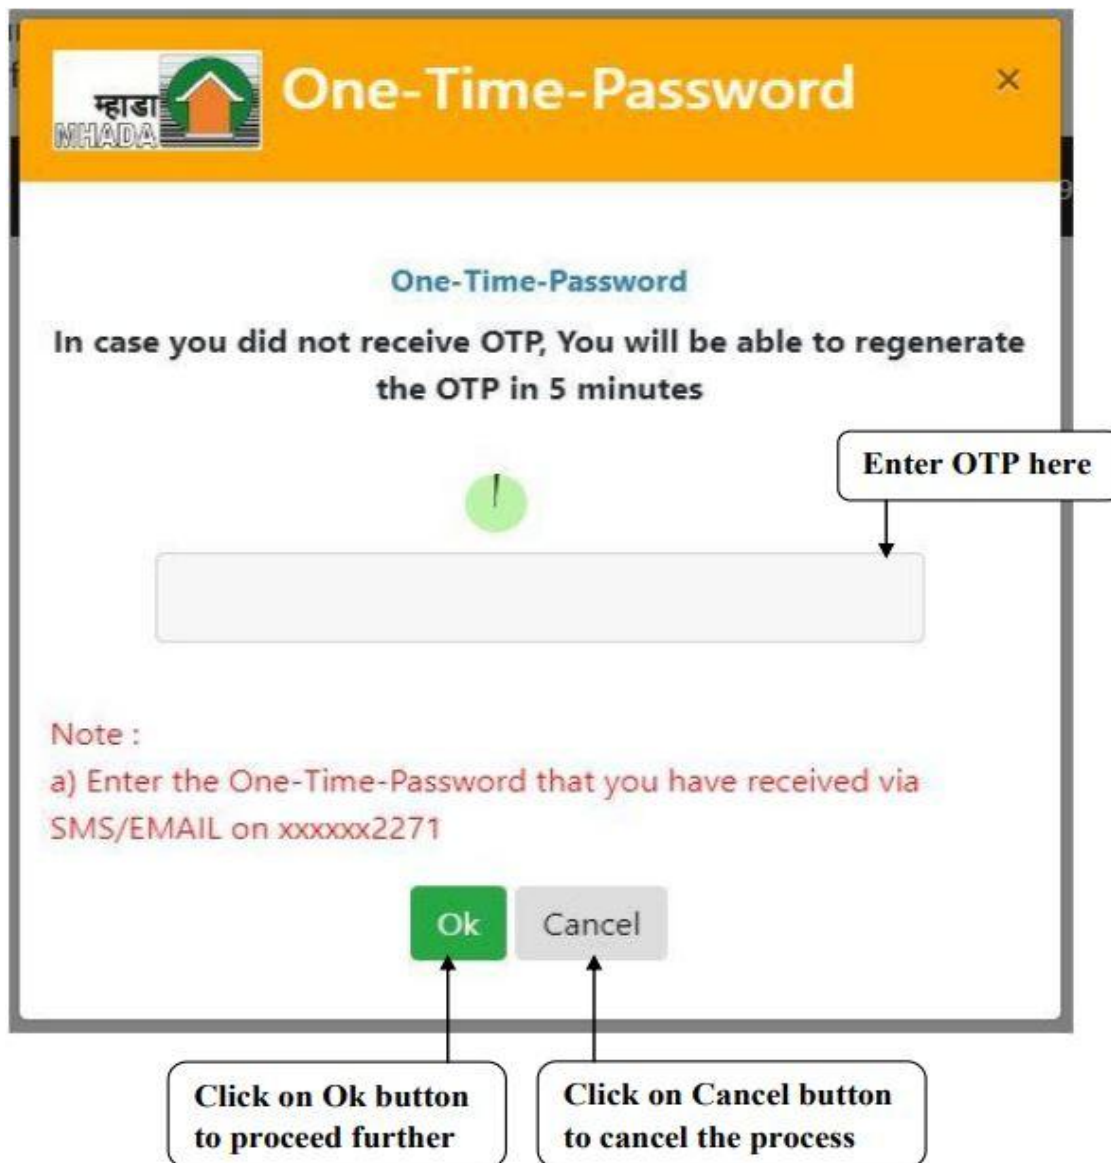 म्हाडा
MHADA
One-Time-Password
×
9
One-Time-Password
In case you did not receive OTP, You will be able to regenerate
the OTP in 5 minutes
Enter OTP here
Note :
a) Enter the One-Time-Password that you have received via
SMS/EMAIL on xxxxxx2271
Ok
Cancel
Click on Ok button
to proceed further
Click on Cancel button
to cancel the process